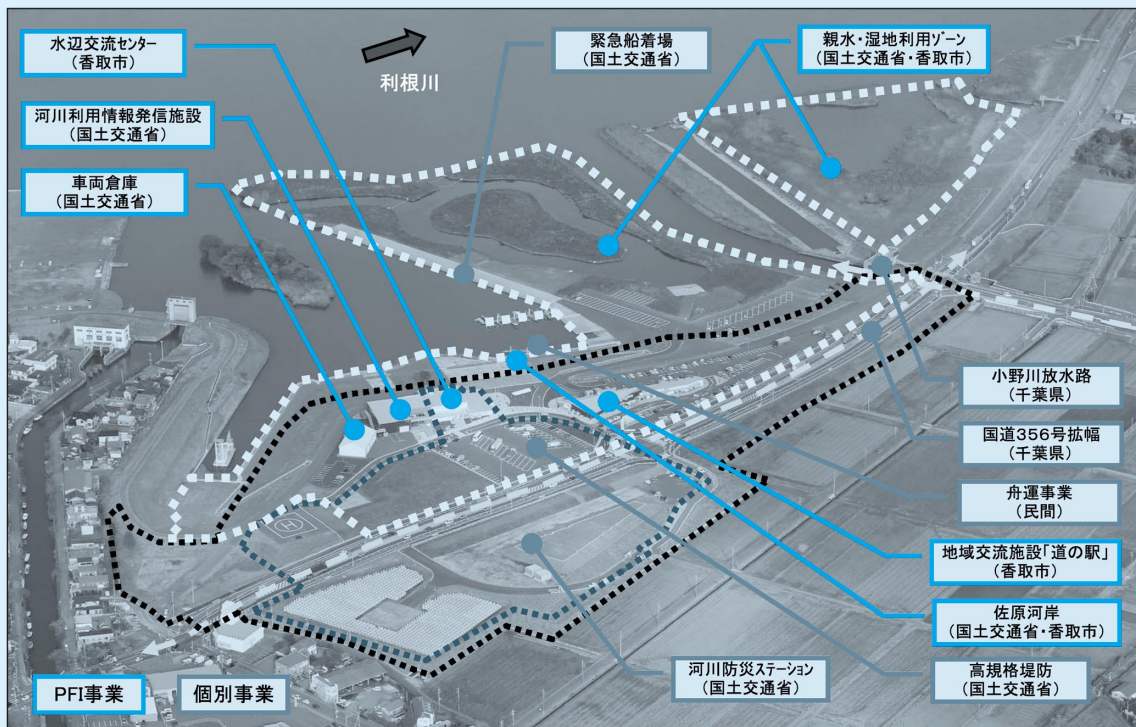 水辺交流センター
(香取市)
利根川
緊急船着場
(国土交通省)
親水・湿地利用ゾーン
(国土交通省・香取市)
河川利用情報発信施設
(国土交通省)
車両倉庫
(国土交通省)
小野川放水路
(千葉県)
国道356号拡幅
(千葉県)
舟運事業
(民間)
地域交流施設「道の駅」
(香取市)
佐原河岸
(国土交通省・香取市)
高規格堤防
(国土交通省)
河川防災ステーション
(国土交通省)
H
PFI事業
個別事業